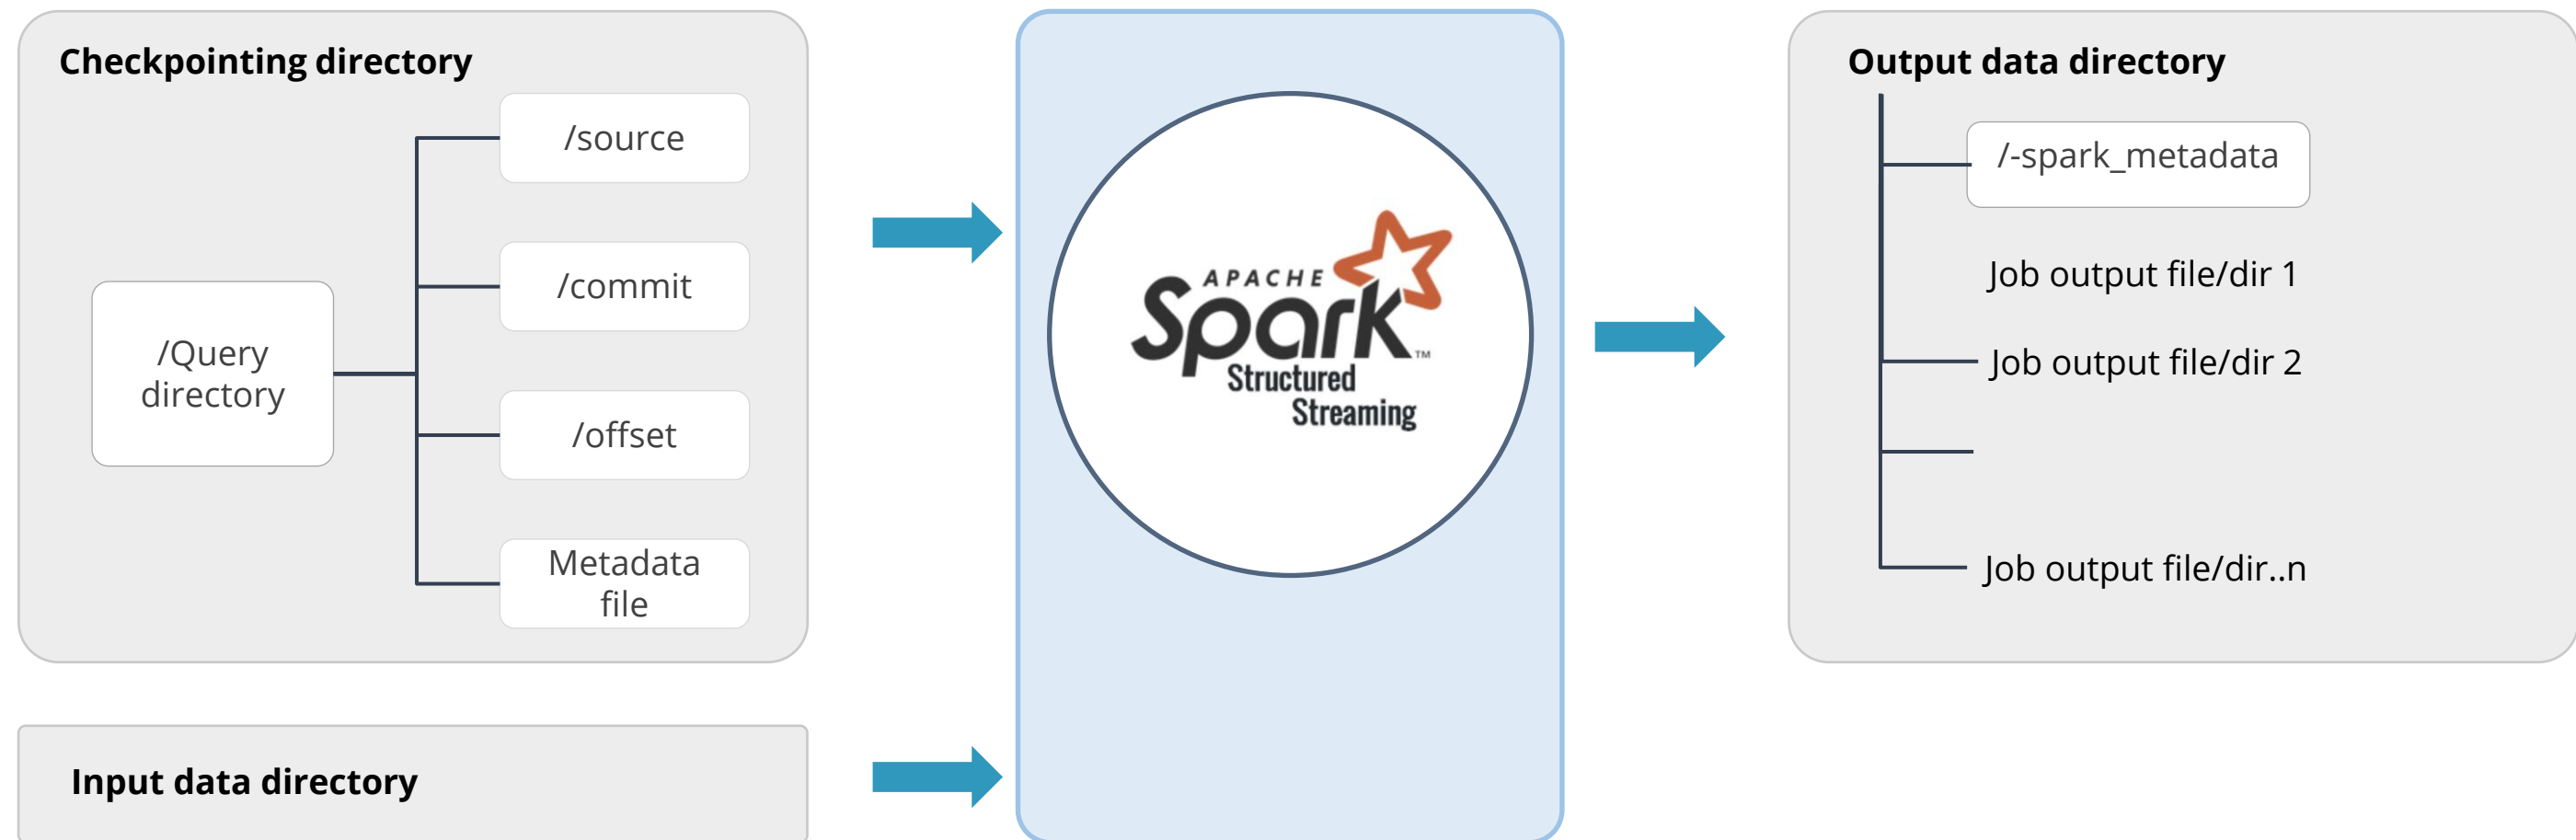 Checkpointing directory
/source
/commit
/Query
directory
/offset
Metadata
file
Input data directory
APACHE
Spark™
Structured
Streaming
Output data directory
/-spark_metadata
Job output file/dir 1
Job output file/dir 2
Job output file/dir..n